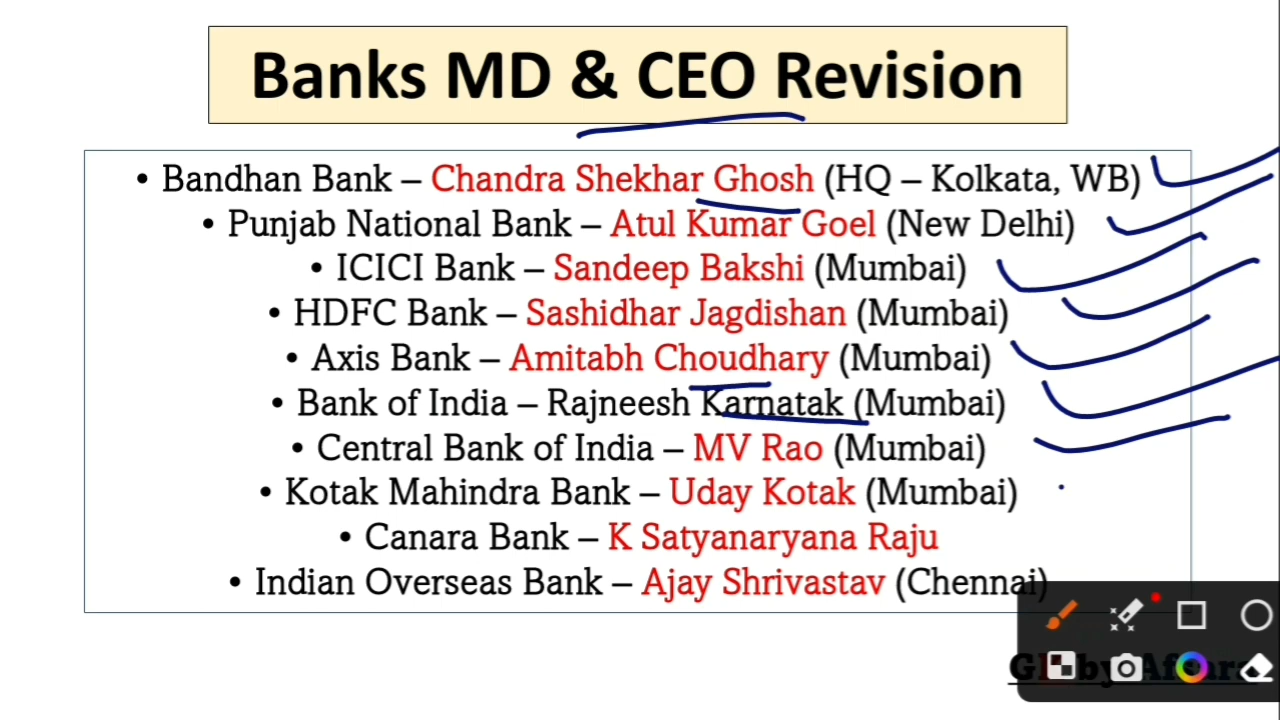 Banks MD & CEO Revision
• Bandhan Bank – Chandra Shekhar Ghosh (HQ – Kolkata, WB)
• Punjab National Bank – Atul Kumar Goel (New Delhi)
• ICICI Bank – Sandeep Bakshi (Mumbai)
• HDFC Bank – Sashidhar Jagdishan (Mumbai)
• Axis Bank – Amitabh Choudhary (Mumbai)
• Bank of India – Rajneesh Karnatak (Mumbai)
• Central Bank of India – MV Rao (Mumbai)
• Kotak Mahindra Bank – Uday Kotak (Mumbai)
• Canara Bank – K Satyanaryana Raju
• Indian Overseas Bank – Ajay Shrivastav (Chennai)
by